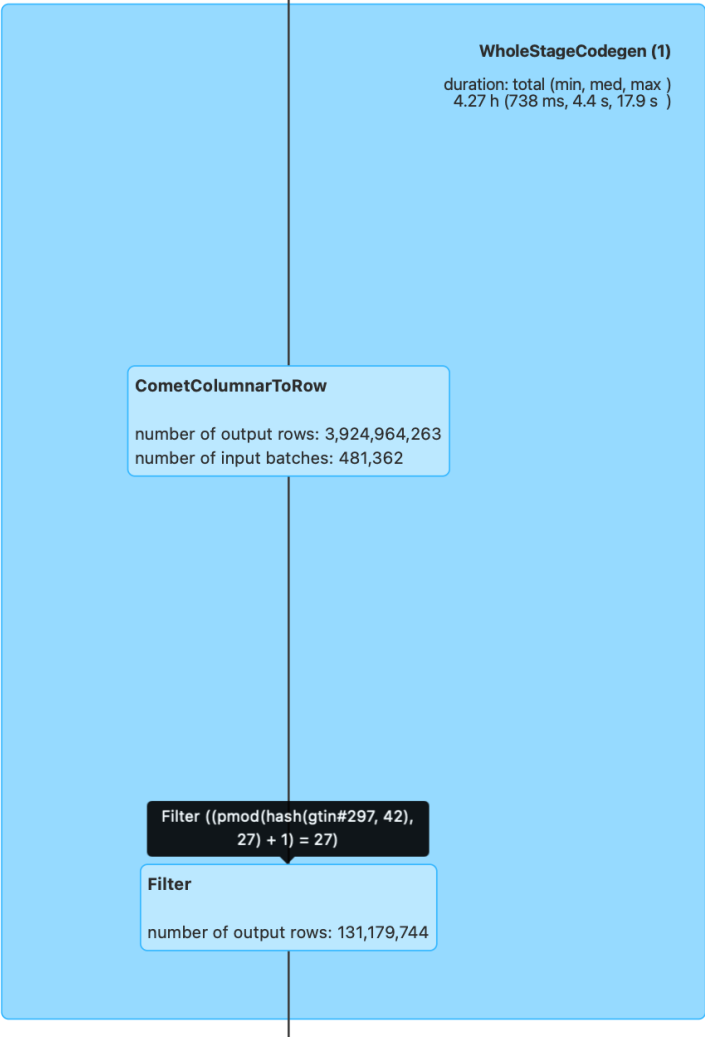 WholeStageCodegen (1)
duration: total (min, med, max )
4.27 h (738 ms, 4.4 s, 17.9 s )
CometColumnarToRow
number of output rows: 3,924,964,263
number of input batches: 481,362
Filter ((pmod(hash(gtin#297, 42),
27) + 1) = 27)
Filter
number of output rows: 131,179,744